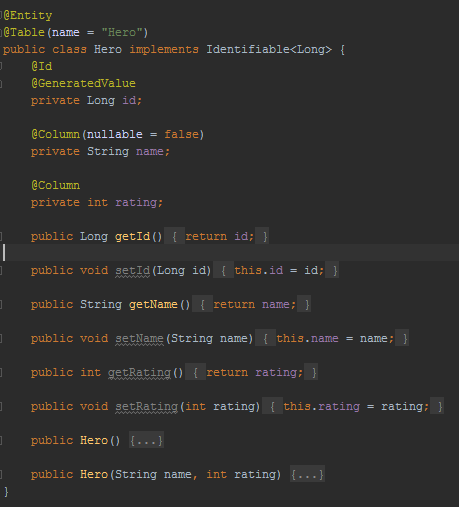 @Entity
@Table(name = "Hero")
public class Hero implements Identifiable<Long> {
@Id
@GeneratedValue
private Long id;
@Column(nullable = false)
private String name;
@Column
private int rating;
public Long getId() { return id; }
public void setId(Long id) { this.id = id; }
public String getName() { return name; }
public void setName(String name) { this.name = name; }
public int getRating() { return rating; }
public void setRating(int rating) { this.rating = rating; }
public Hero() {...}
public Hero(String name, int rating) {...}
}